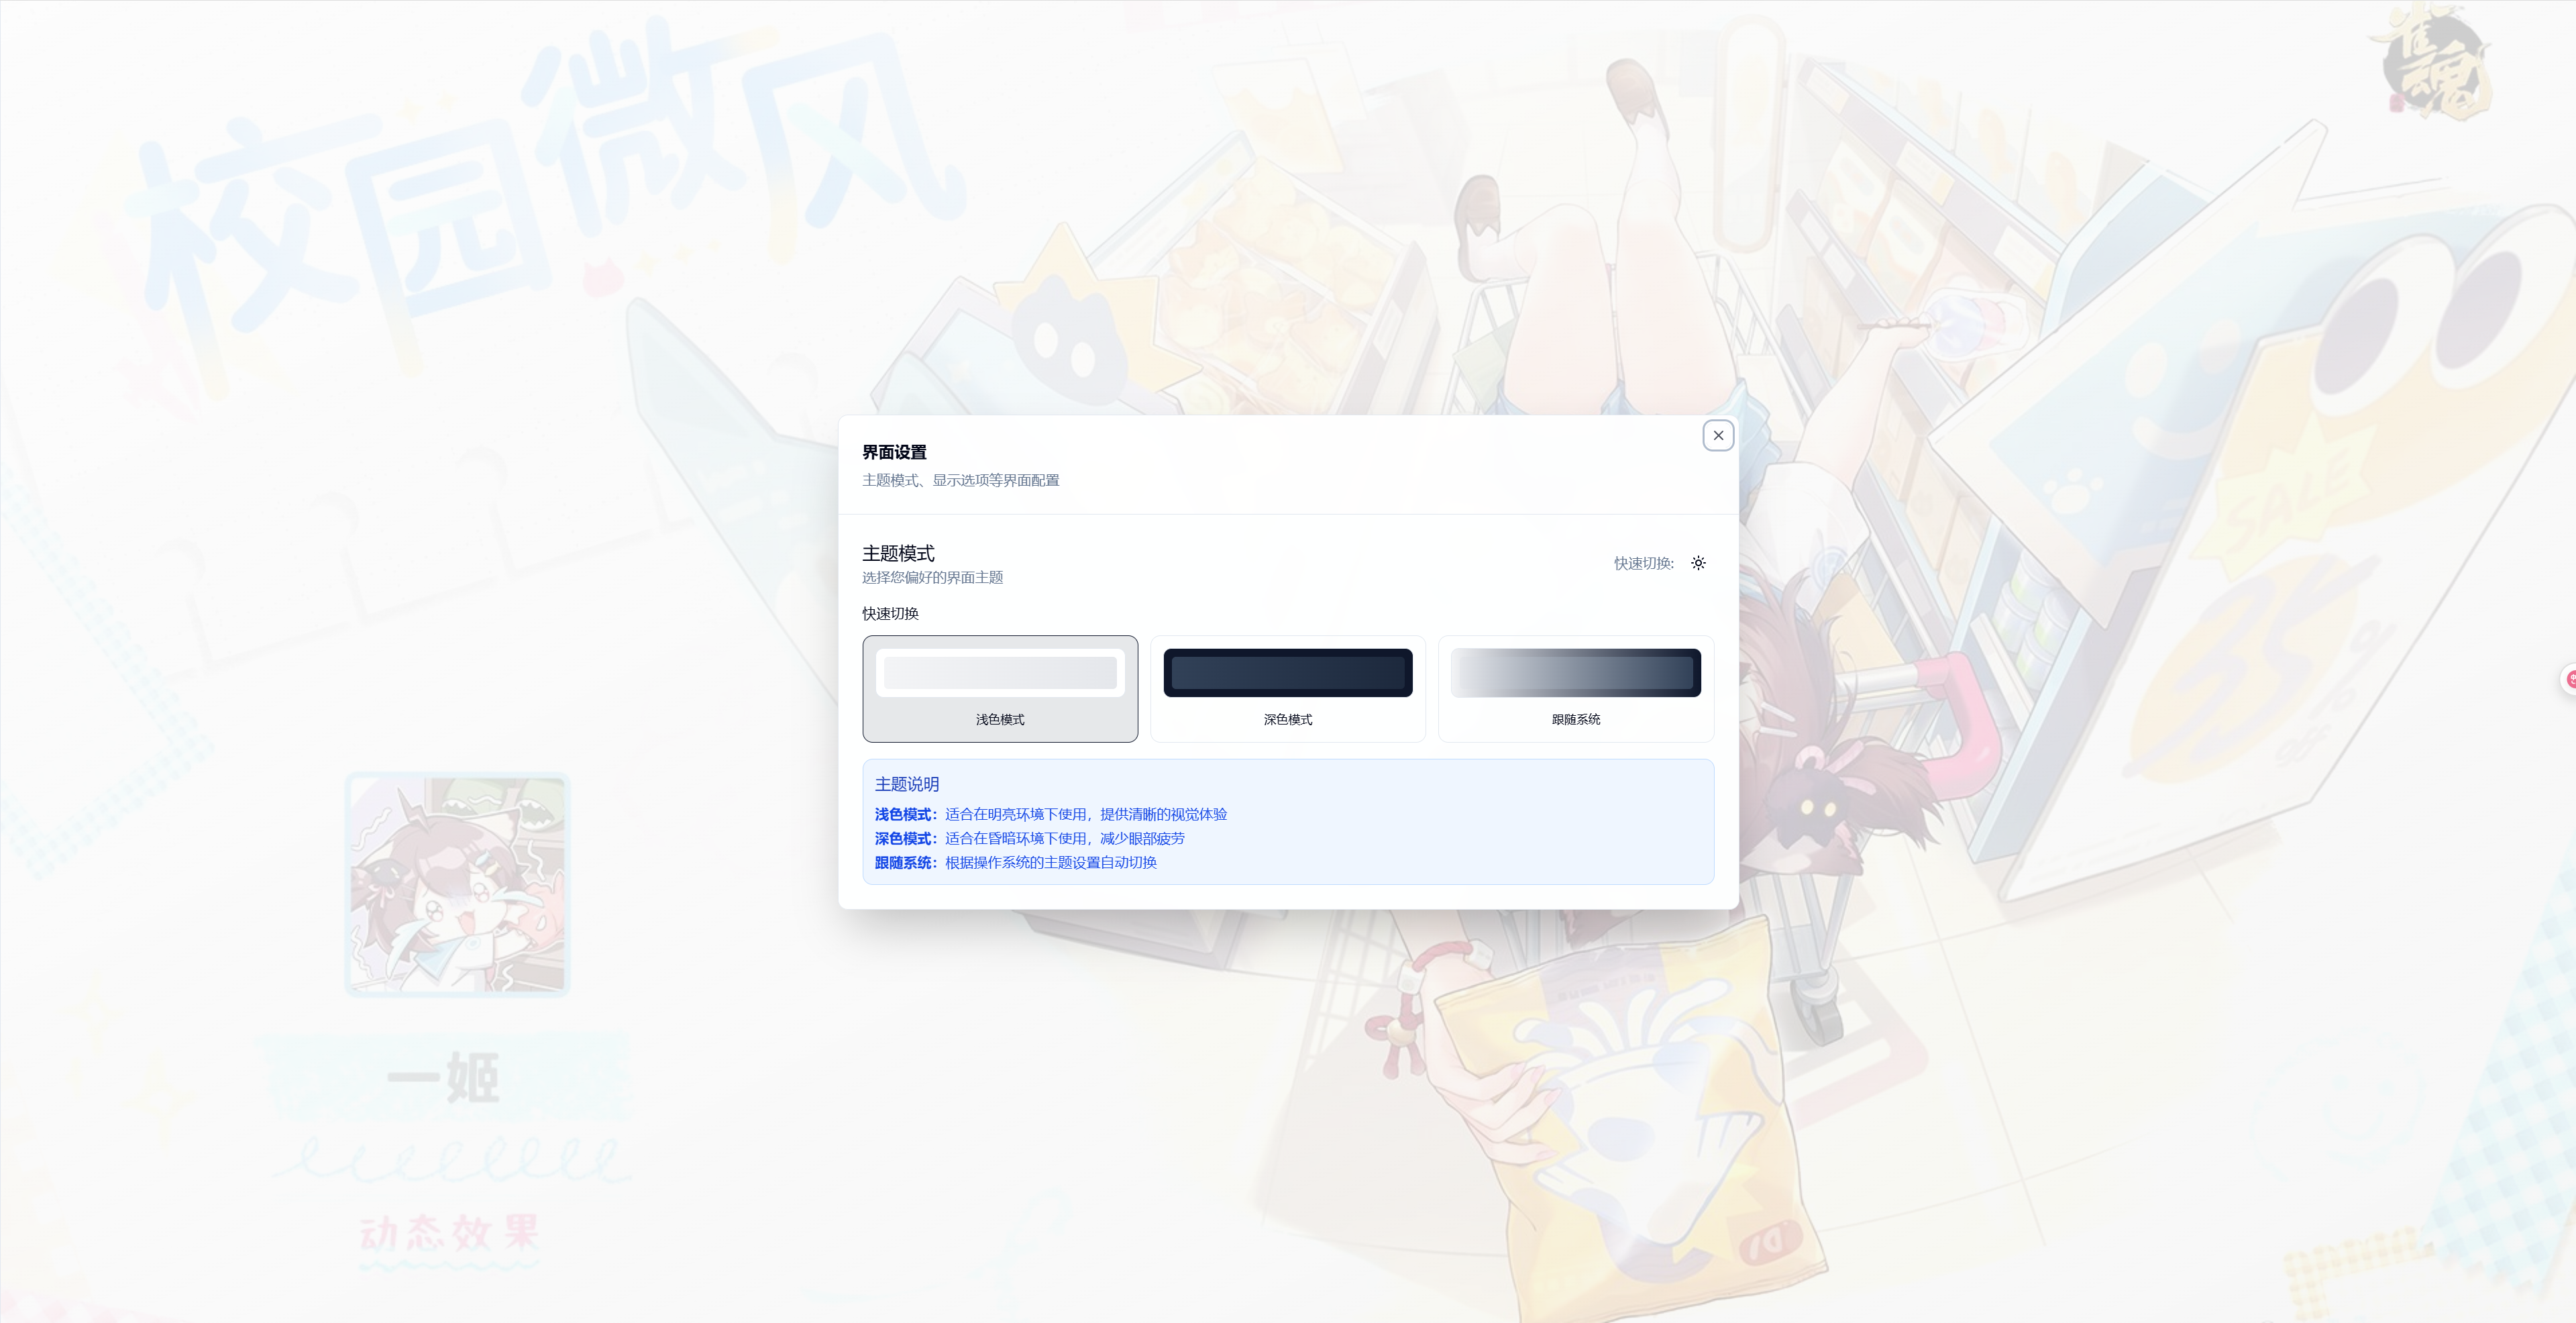 校园微风
雀魂
界面设置
主题模式、显示选项等界面配置
主题模式
选择您偏好的界面主题
快速切换:
快速切换
浅色模式
深色模式
跟随系统
主题说明
浅色模式：适合在明亮环境下使用，提供清晰的视觉体验
深色模式：适合在昏暗环境下使用，减少眼部疲劳
跟随系统：根据操作系统的主题设置自动切换
SALE
off
一姬
动态效果